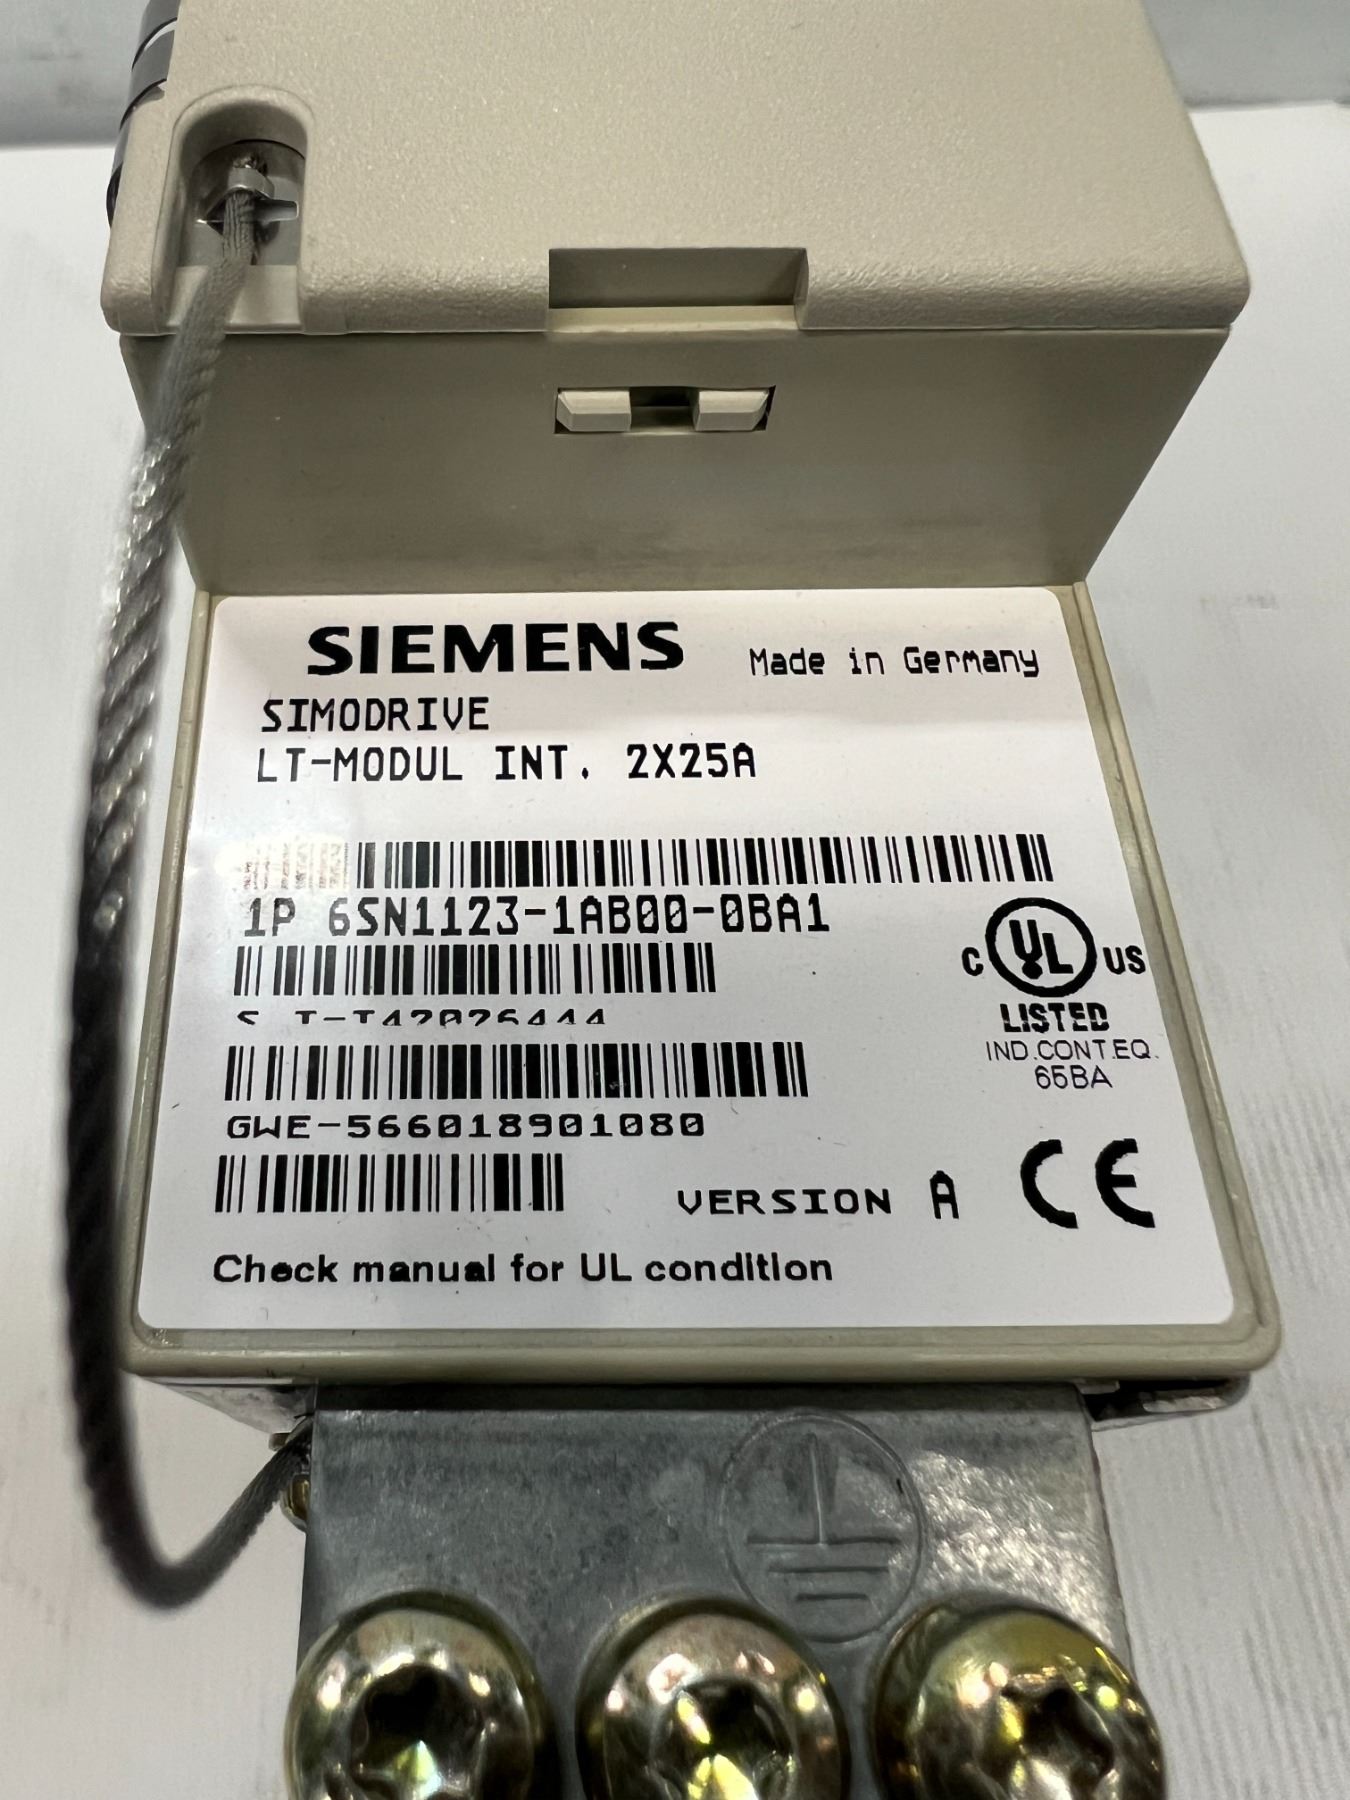 SIEMENS Made in Germany
SIMODRIVE
LT-MODUL INT. 2X25A
1P 6SN1123-1AB00-0BA1
C UL US
LISTED
IND.CONT.EQ.
65BA
GWE-566018901080
VERSION A CE
Check manual for UL condition